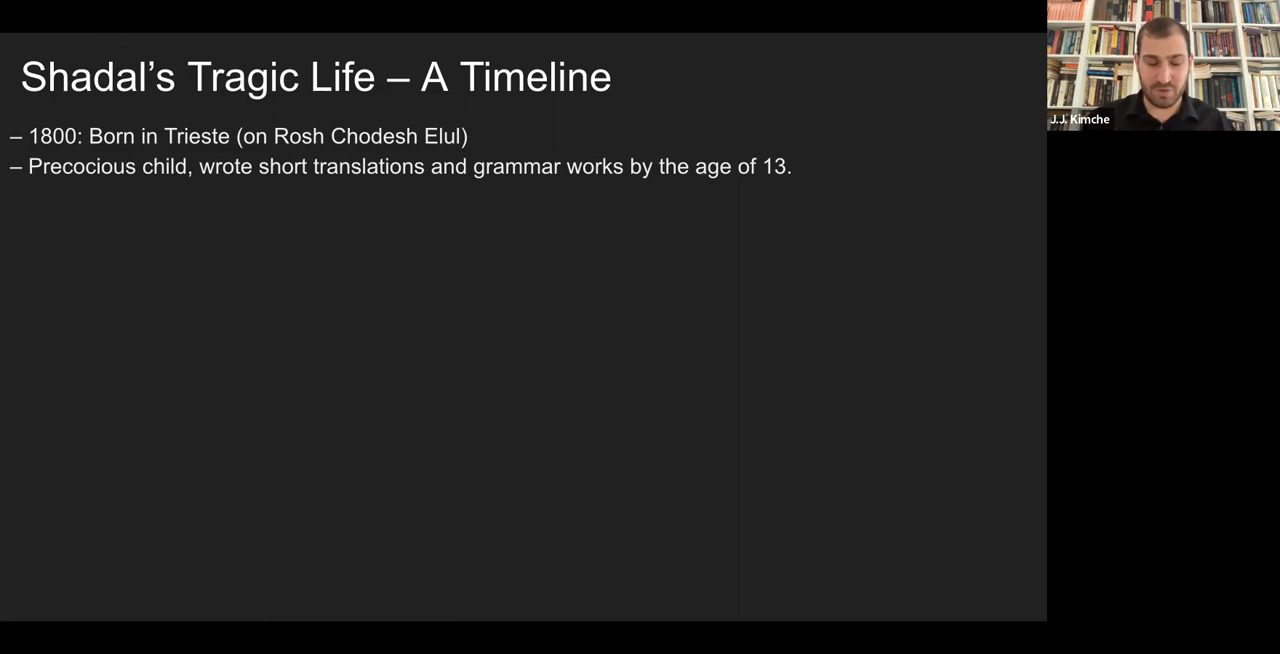 Shadal's Tragic Life – A Timeline
– 1800: Born in Trieste (on Rosh Chodesh Elul)
– Precocious child, wrote short translations and grammar works by the age of 13.
J.J. Kimche